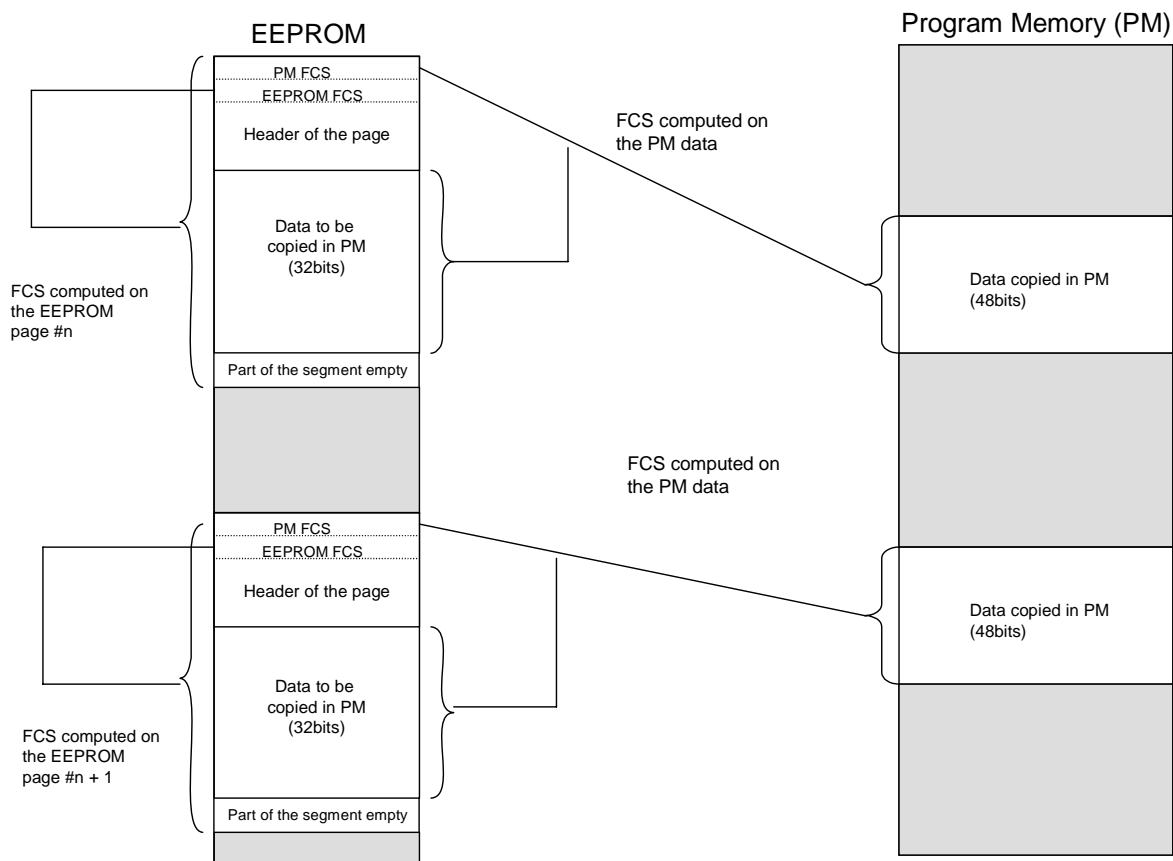 EEPROM
Program Memory (PM)
PM FCS
EEPROM FCS
Header of the page
FCS computed on
the PM data
Data to be
copied in PM
(32bits)
Data copied in PM
(48bits)
FCS computed on
the EEPROM
page #n
Part of the segment empty
FCS computed on
the PM data
PM FCS
EEPROM FCS
Header of the page
Data copied in PM
(48bits)
Data to be
copied in PM
(32bits)
FCS computed on
the EEPROM
page #n + 1
Part of the segment empty